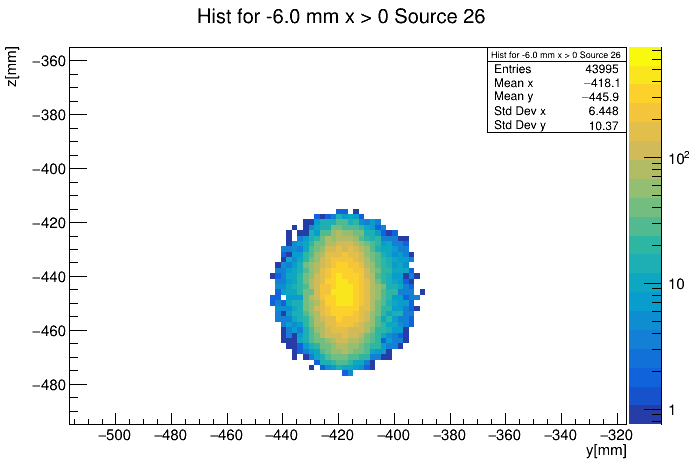 Hist for -6.0 mm x > 0 Source 26
z[mm]
−360
−380
−400
−420
−440
−460
−480
Hist for -6.0 mm x > 0 Source 26
Entries 43995
Mean x −418.1
Mean y −445.9
Std Dev x 6.448
Std Dev y 10.37
10²
10
1
−500 −480 −460 −440 −420 −400 −380 −360 −340 −320
y[mm]